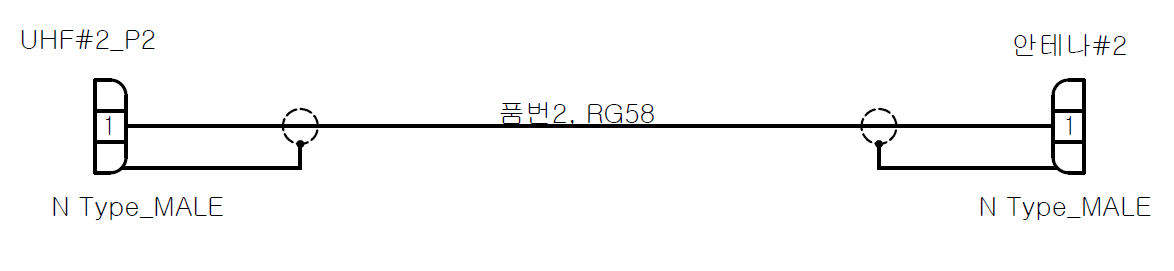 UHF#2_P2
안테나#2
품번2, RG58
1
1
N Type_MALE
N Type_MALE